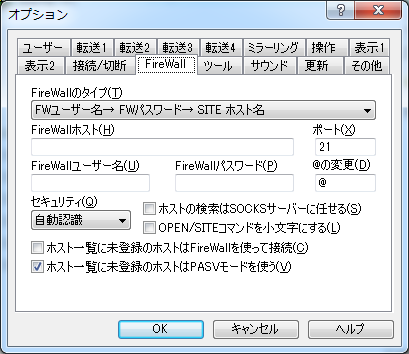 オプション
ユーザー 転送1 転送2 転送3 転送4 ミラーリング 操作 表示1
表示2 接続/切断 FireWall ツール サウンド 更新 その他
FireWallのタイプ(T)
FWユーザー名→ FWパスワード→ SITE ホスト名
FireWallホスト(H) ポート(X)
21
FireWallユーザー名(U) FireWallパスワード(P) @の変更(D)
@
セキュリティ(Q)
自動認識
ホストの検索はSOCKSサーバーに任せる(S)
OPEN/SITEコマンドを小文字にする(L)
ホスト一覧に未登録のホストはFireWallを使って接続(C)
ホスト一覧に未登録のホストはPASVモードを使う(V)
OK キャンセル ヘルプ